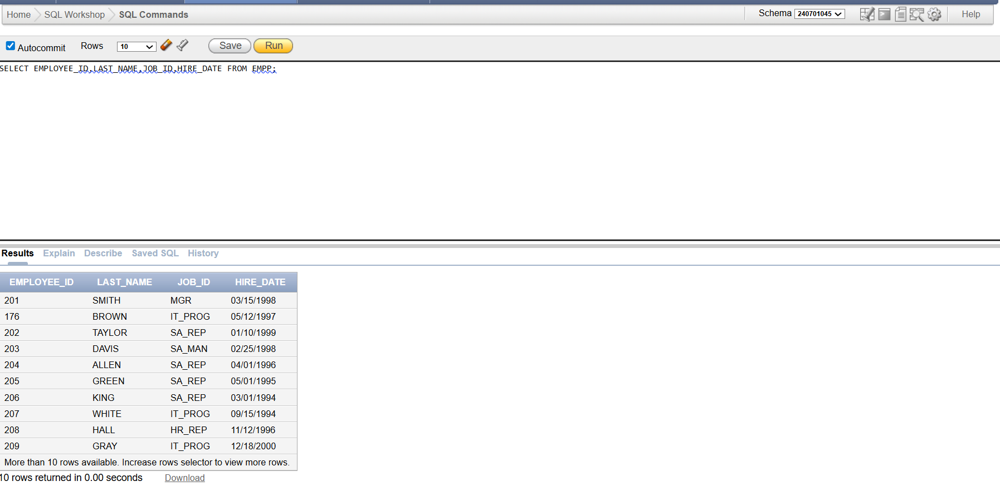 Home SQL Workshop SQL Commands Schema 240701045 Help
Autocommit Rows 10 Save Run
SELECT EMPLOYEE_ID,LAST_NAME,JOB_ID,HIRE_DATE FROM EMPP;
Results Explain Describe Saved SQL History
EMPLOYEE_ID LAST_NAME JOB_ID HIRE_DATE
201 SMITH MGR 03/15/1998
176 BROWN IT_PROG 05/12/1997
202 TAYLOR SA_REP 01/10/1999
203 DAVIS SA_MAN 02/25/1998
204 ALLEN SA_REP 04/01/1996
205 GREEN SA_REP 05/01/1995
206 KING SA_REP 03/01/1994
207 WHITE IT_PROG 09/15/1994
208 HALL HR_REP 11/12/1996
209 GRAY IT_PROG 12/18/2000
More than 10 rows available. Increase rows selector to view more rows.
10 rows returned in 0.00 seconds Download